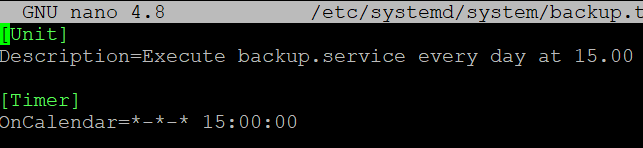 GNU nano 4.8 /etc/systemd/system/backup.t
[Unit]
Description=Execute backup.service every day at 15.00
[Timer]
OnCalendar=*-*-* 15:00:00